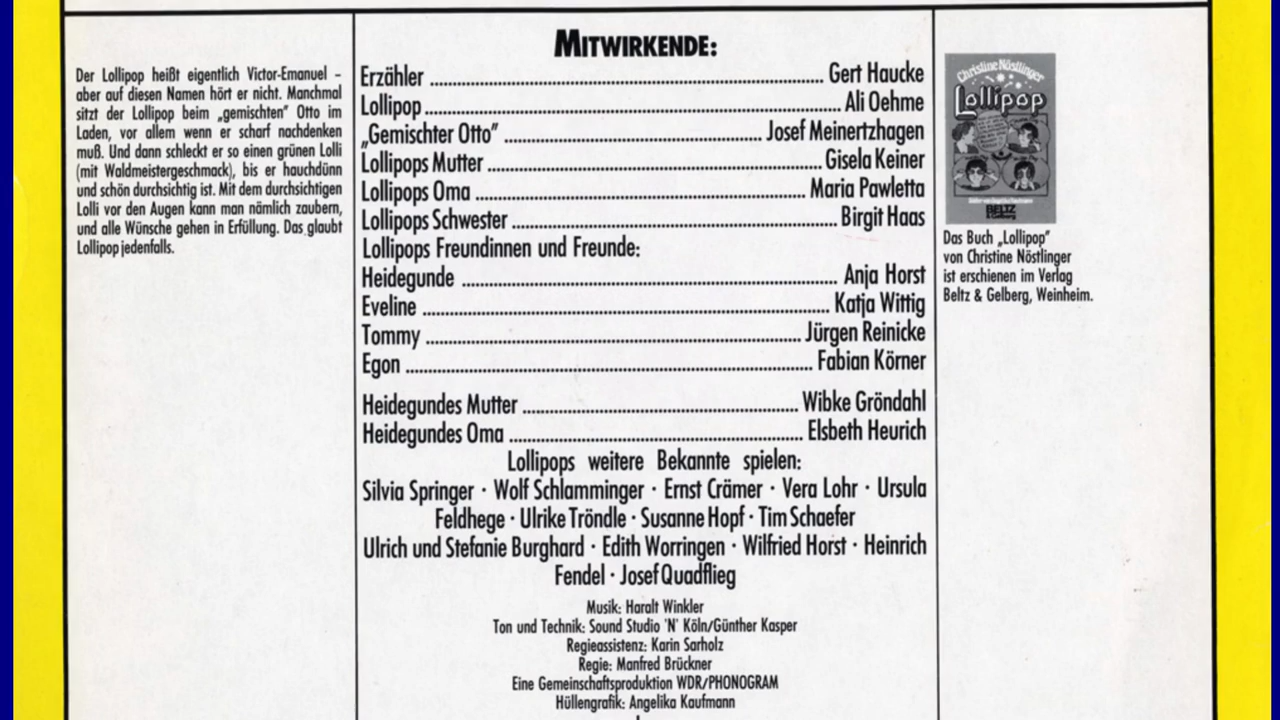 Der Lollipop heißt eigentlich Victor-Emanuel –
aber auf diesen Namen hört er nicht. Manchmal
sitzt der Lollipop beim „gemischten" Otto im
Laden, vor allem wenn er scharf nachdenken
muß. Und dann schleckt er so einen grünen Lolli
(mit Waldmeistergeschmack), bis er hauchdünn
und schön durchsichtig ist. Mit dem durchsichtigen
Lolli vor den Augen kann man nämlich zaubern,
und alle Wünsche gehen in Erfüllung. Das glaubt
Lollipop jedenfalls.
MITWIRKENDE:
Erzähler ........ Gert Haucke
Lollipop ........ Ali Oehme
„Gemischter Otto" ........ Josef Meinertzhagen
Lollipops Mutter ........ Gisela Keiner
Lollipops Oma ........ Maria Pawletta
Lollipops Schwester ........ Birgit Haas
Lollipops Freundinnen und Freunde:
Heidegunde ........ Anja Horst
Eveline ........ Katja Wittig
Tommy ........ Jürgen Reinicke
Egon ........ Fabian Körner
Heidegundes Mutter ........ Wibke Gröndahl
Heidegundes Oma ........ Elsbeth Heurich
Lollipops weitere Bekannte spielen:
Silvia Springer · Wolf Schlamminger · Ernst Crämer · Vera Lohr · Ursula
Feldhege · Ulrike Tröndle · Susanne Hopf · Tim Schaefer
Ulrich und Stefanie Burghard · Edith Worringen · Wilfried Horst · Heinrich
Fendel · Josef Quadflieg
Musik: Haralt Winkler
Ton und Technik: Sound Studio 'N' Köln/Günther Kasper
Regieassistenz: Karin Sarholz
Regie: Manfred Brückner
Eine Gemeinschaftsproduktion WDR/PHONOGRAM
Hüllengrafik: Angelika Kaufmann
Christine Nöstlinger
Lollipop
BELTZ
Das Buch „Lollipop"
von Christine Nöstlinger
ist erschienen im Verlag
Beltz & Gelberg, Weinheim.